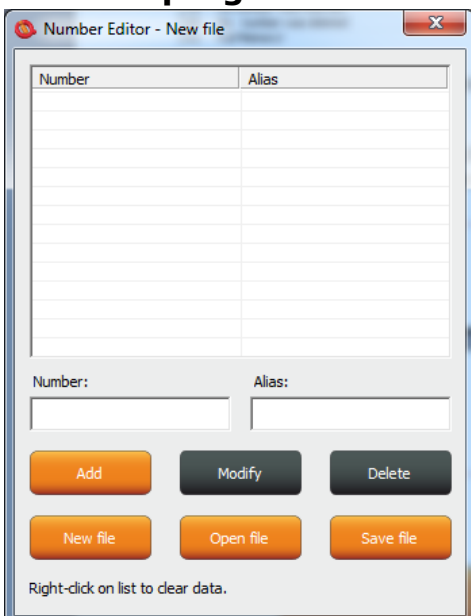 Number Editor - New file
Number Alias
Number: Alias:
Add Modify Delete
New file Open file Save file
Right-click on list to clear data.